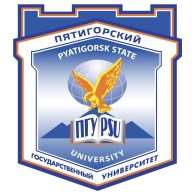 ПЯТИГОРСКИЙ
PYATIGORSK STATE
ПГУ PSU
UNIVERSITY
ГОСУДАРСТВЕННЫЙ УНИВЕРСИТЕТ